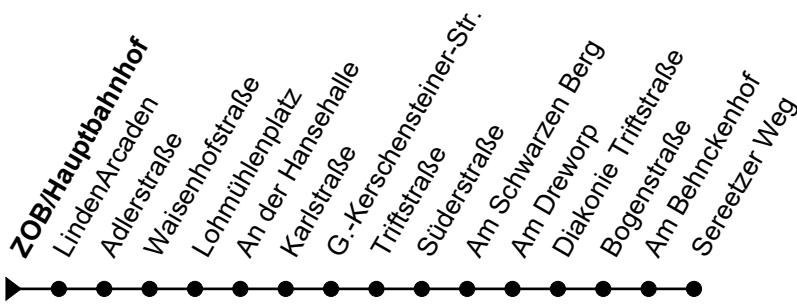 ZOB/Hauptbahnhof
LindenArcaden
Adlerstraße
Waisenhofstraße
Lohmühlenplatz
An der Hansehalle
Karlstraße
G.-Kerschensteiner-Str.
Triftstraße
Süderstraße
Am Schwarzen Berg
Am Dreworp
Diakonie Triftstraße
Bogenstraße
Am Behnckenhof
Sereetzer Weg